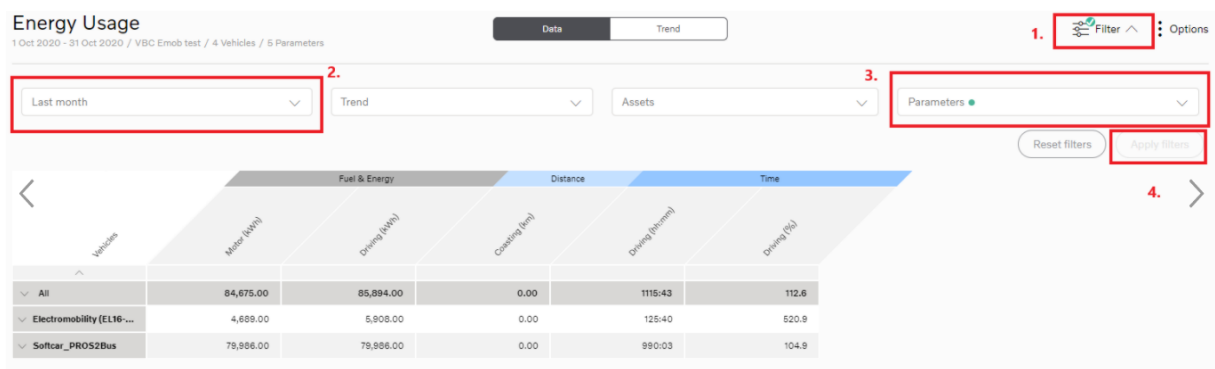 Energy Usage
Data Trend
1. Filter Options
1 Oct 2020 - 31 Oct 2020 / VBC Emob test / 4 Vehicles / 5 Parameters
2. 3.
Last month Trend Assets Parameters
Reset filters Apply filters
4.
Fuel & Energy Distance Time
Vehicles Motor (kWh) Driving (kWh) Coasting (km) Driving (hh:mm) Driving (%)
All 84,675.00 85,894.00 0.00 1115:43 112.6
Electromobility (EL16-... 4,689.00 5,908.00 0.00 125:40 520.9
Softcar_PROS2Bus 79,986.00 79,986.00 0.00 990:03 104.9